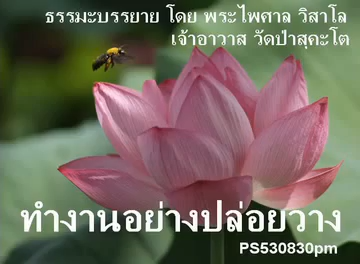 ธรรมะบรรยาย โดย พระไพศาล วิสาโล
เจ้าอาวาส วัดป่าสุคะโต
ทำงานอย่างปล่อยวาง
PS530830pm